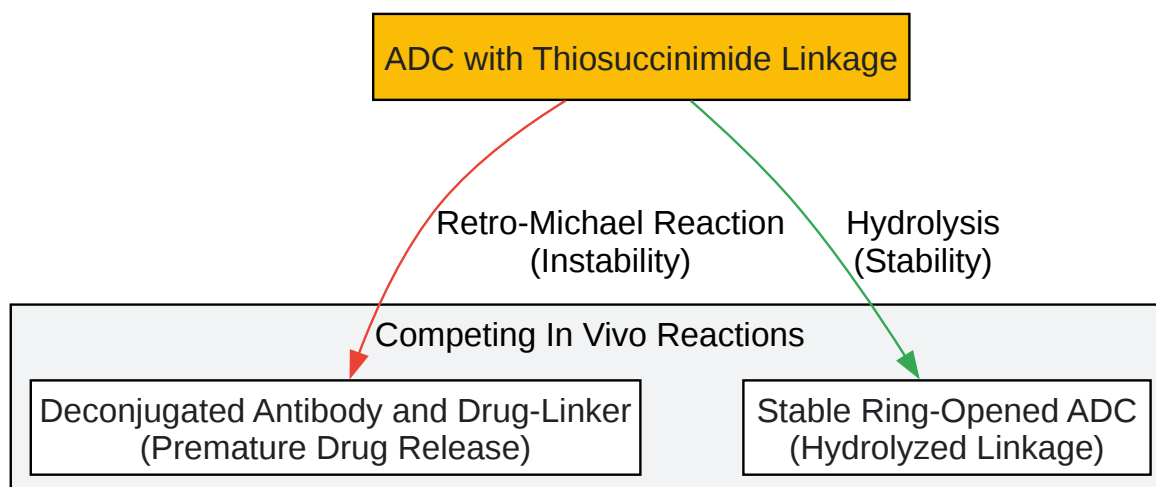 ADC with Thiosuccinimide Linkage
Retro-Michael Reaction
(Instability)
Hydrolysis
(Stability)
Competing In Vivo Reactions
Deconjugated Antibody and Drug-Linker
(Premature Drug Release)
Stable Ring-Opened ADC
(Hydrolyzed Linkage)